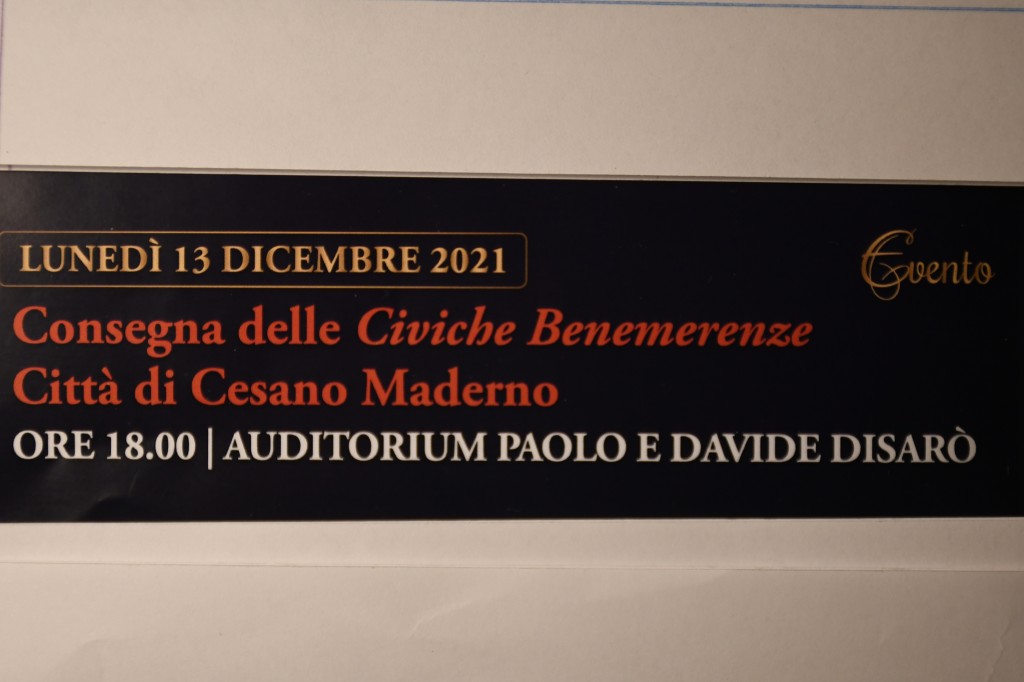 LUNEDÌ 13 DICEMBRE 2021
Evento
Consegna delle Civiche Benemerenze
Città di Cesano Maderno
ORE 18.00 | AUDITORIUM PAOLO E DAVIDE DISARÒ